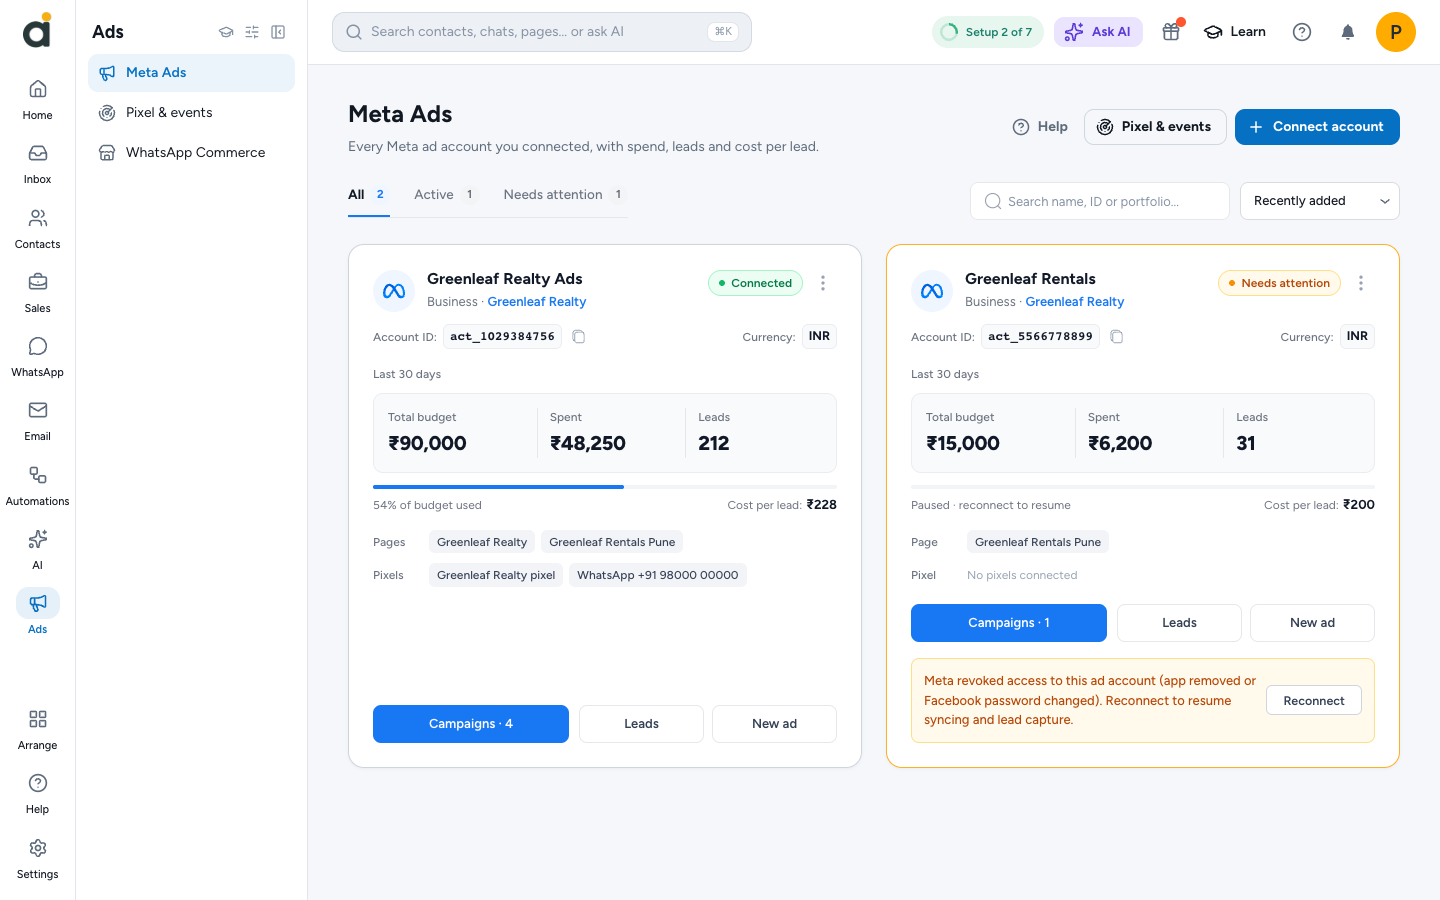 Ads
Search contacts, chats, pages... or ask AI
⌘K
Setup 2 of 7
Ask AI
Learn
P
Home
Inbox
Contacts
Sales
WhatsApp
Email
Automations
AI
Ads
Arrange
Help
Settings
Meta Ads
Pixel & events
WhatsApp Commerce
Meta Ads
Every Meta ad account you connected, with spend, leads and cost per lead.
Help
Pixel & events
Connect account
All 2
Active 1
Needs attention 1
Search name, ID or portfolio...
Recently added
Greenleaf Realty Ads
Business · Greenleaf Realty
Connected
Account ID: act_1029384756
Currency: INR
Last 30 days
Total budget
₹90,000
Spent
₹48,250
Leads
212
54% of budget used
Cost per lead: ₹228
Pages
Greenleaf Realty
Greenleaf Rentals Pune
Pixels
Greenleaf Realty pixel
WhatsApp +91 98000 00000
Campaigns · 4
Leads
New ad
Greenleaf Rentals
Business · Greenleaf Realty
Needs attention
Account ID: act_5566778899
Currency: INR
Last 30 days
Total budget
₹15,000
Spent
₹6,200
Leads
31
Paused · reconnect to resume
Cost per lead: ₹200
Page
Greenleaf Rentals Pune
Pixel
No pixels connected
Campaigns · 1
Leads
New ad
Meta revoked access to this ad account (app removed or
Facebook password changed). Reconnect to resume
syncing and lead capture.
Reconnect